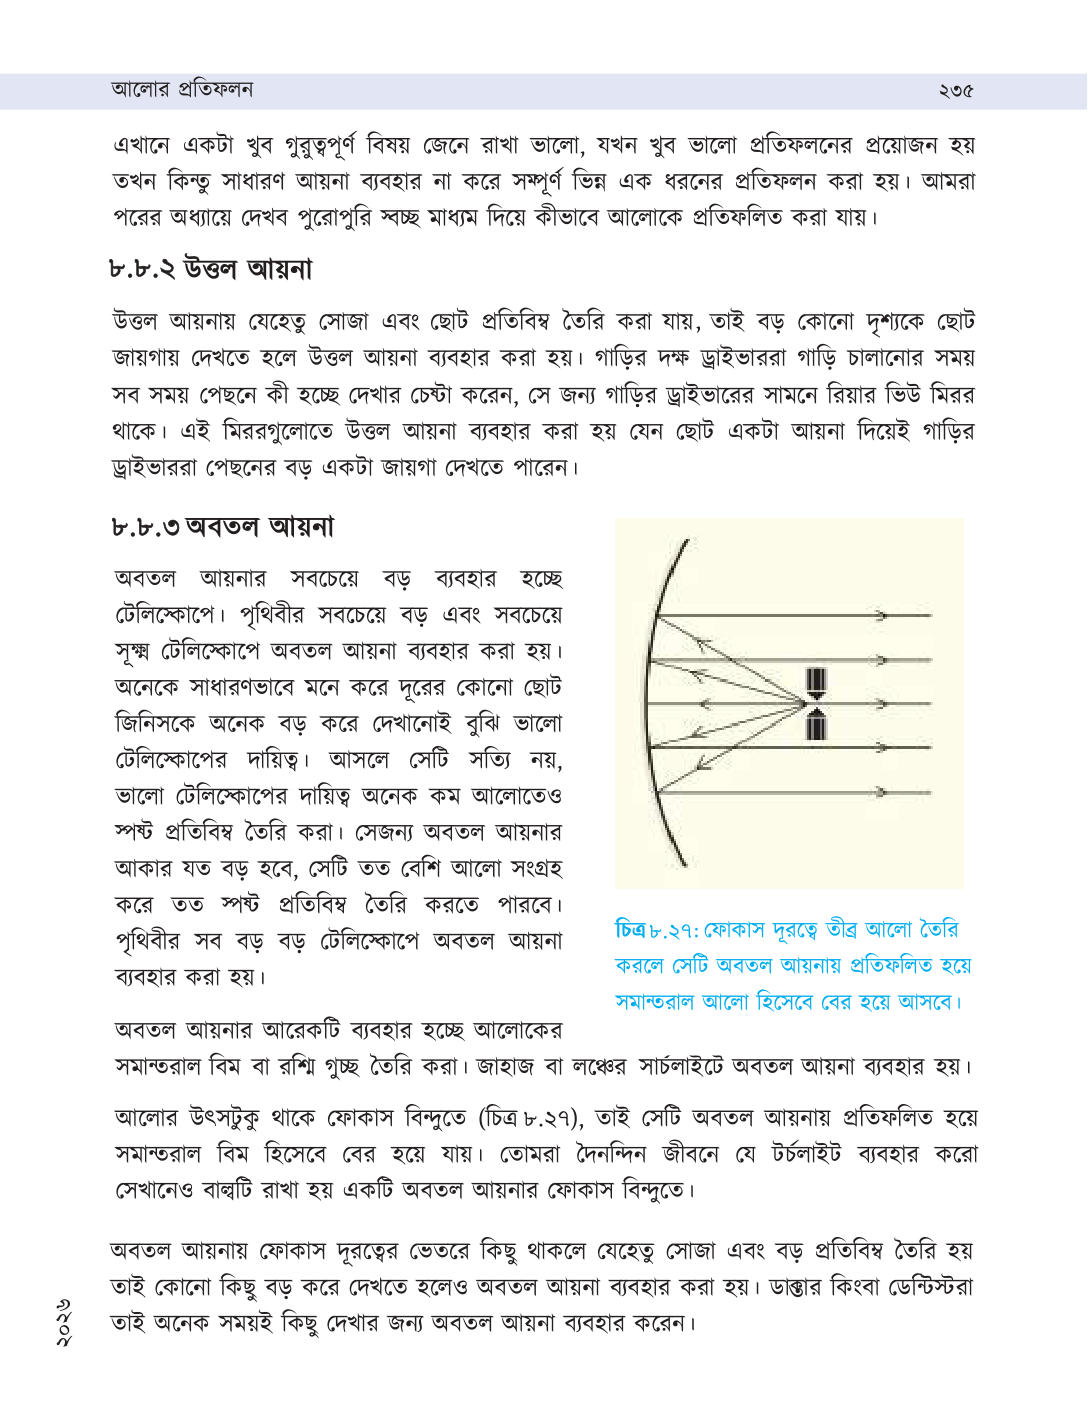 আলোর প্রতিফলন ২৩৫
এখানে একটা খুব গুরুত্বপূর্ণ বিষয় জেনে রাখা ভালো, যখন খুব ভালো প্রতিফলনের প্রয়োজন হয়
তখন কিন্তু সাধারণ আয়না ব্যবহার না করে সম্পূর্ণ ভিন্ন এক ধরনের প্রতিফলন করা হয়। আমরা
পরের অধ্যায়ে দেখব পুরোপুরি স্বচ্ছ মাধ্যম দিয়ে কীভাবে আলোকে প্রতিফলিত করা যায়।
৮.৮.২ উত্তল আয়না
উত্তল আয়নায় যেহেতু সোজা এবং ছোট প্রতিবিম্ব তৈরি করা যায়, তাই বড় কোনো দৃশ্যকে ছোট
জায়গায় দেখতে হলে উত্তল আয়না ব্যবহার করা হয়। গাড়ির দক্ষ ড্রাইভাররা গাড়ি চালানোর সময়
সব সময় পেছনে কী হচ্ছে দেখার চেষ্টা করেন, সে জন্য গাড়ির ড্রাইভারের সামনে রিয়ার ভিউ মিরর
থাকে। এই মিররগুলোতে উত্তল আয়না ব্যবহার করা হয় যেন ছোট একটা আয়না দিয়েই গাড়ির
ড্রাইভাররা পেছনের বড় একটা জায়গা দেখতে পারেন।
৮.৮.৩ অবতল আয়না
অবতল আয়নার সবচেয়ে বড় ব্যবহার হচ্ছে
টেলিস্কোপে। পৃথিবীর সবচেয়ে বড় এবং সবচেয়ে
সূক্ষ্ম টেলিস্কোপে অবতল আয়না ব্যবহার করা হয়।
অনেকে সাধারণভাবে মনে করে দূরের কোনো ছোট
জিনিসকে অনেক বড় করে দেখানোই বুঝি ভালো
টেলিস্কোপের দায়িত্ব। আসলে সেটি সত্যি নয়,
ভালো টেলিস্কোপের দায়িত্ব অনেক কম আলোতেও
স্পষ্ট প্রতিবিম্ব তৈরি করা। সেজন্য অবতল আয়নার
আকার যত বড় হবে, সেটি তত বেশি আলো সংগ্রহ
করে তত স্পষ্ট প্রতিবিম্ব তৈরি করতে পারবে।
পৃথিবীর সব বড় বড় টেলিস্কোপে অবতল আয়না
ব্যবহার করা হয়।
চিত্র ৮.২৭: ফোকাস দূরত্বে তীব্র আলো তৈরি
করলে সেটি অবতল আয়নায় প্রতিফলিত হয়ে
সমান্তরাল আলো হিসেবে বের হয়ে আসবে।
অবতল আয়নার আরেকটি ব্যবহার হচ্ছে আলোকের
সমান্তরাল বিম বা রশ্মি গুচ্ছ তৈরি করা। জাহাজ বা লঞ্চের সার্চলাইটে অবতল আয়না ব্যবহার হয়।
আলোর উৎসটুকু থাকে ফোকাস বিন্দুতে (চিত্র ৮.২৭), তাই সেটি অবতল আয়নায় প্রতিফলিত হয়ে
সমান্তরাল বিম হিসেবে বের হয়ে যায়। তোমরা দৈনন্দিন জীবনে যে টর্চলাইট ব্যবহার করো
সেখানেও বাল্বটি রাখা হয় একটি অবতল আয়নার ফোকাস বিন্দুতে।
অবতল আয়নায় ফোকাস দূরত্বের ভেতরে কিছু থাকলে যেহেতু সোজা এবং বড় প্রতিবিম্ব তৈরি হয়
তাই কোনো কিছু বড় করে দেখতে হলেও অবতল আয়না ব্যবহার করা হয়। ডাক্তার কিংবা ডেন্টিস্টরা
তাই অনেক সময়ই কিছু দেখার জন্য অবতল আয়না ব্যবহার করেন।
২০২৬